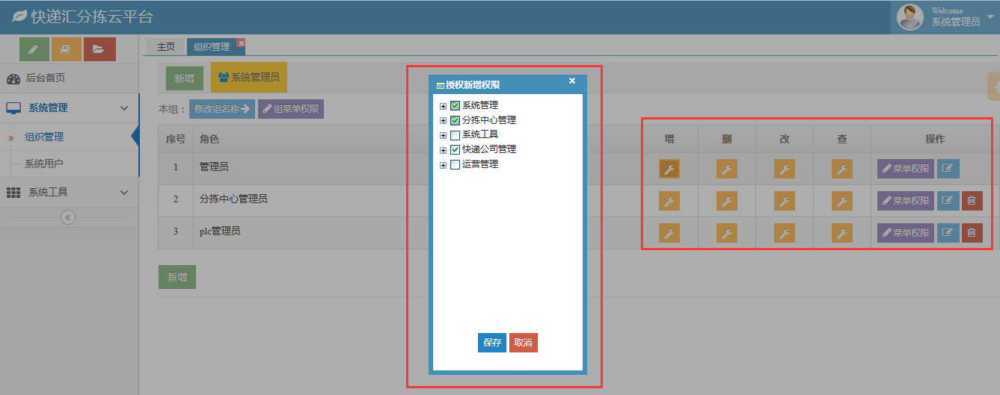 快递汇分拣云平台
Welcome
系统管理员
主页
组织管理
后台首页
系统管理
组织管理
系统用户
系统工具
新增
系统管理员
本组：
修改组名称
组菜单权限
序号 角色 增 删 改 查 操作
1 管理员 菜单权限
2 分拣中心管理员 菜单权限
3 plc管理员 菜单权限
新增
授权新增权限
系统管理
分拣中心管理
系统工具
快递公司管理
运营管理
保存 取消